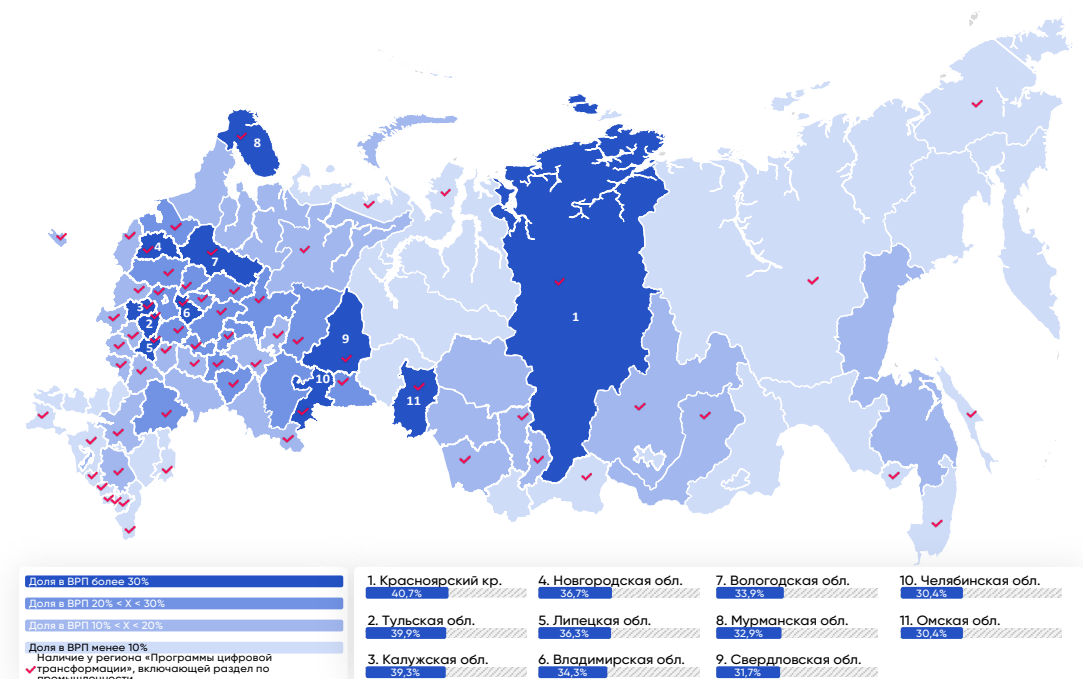 8
4
7
3
2
6
5
9
10
11
1
Доля в ВРП более 30%
Доля в ВРП 20% < X < 30%
Доля в ВРП 10% < X < 20%
Доля в ВРП менее 10%
Наличие у региона «Программы цифровой
трансформации», включающей раздел по
промышленности
1. Красноярский кр.
40,7%
2. Тульская обл.
39,9%
3. Калужская обл.
39,3%
4. Новгородская обл.
36,7%
5. Липецкая обл.
36,3%
6. Владимирская обл.
34,3%
7. Вологодская обл.
33,9%
8. Мурманская обл.
32,9%
9. Свердловская обл.
31,7%
10. Челябинская обл.
30,4%
11. Омская обл.
30,4%